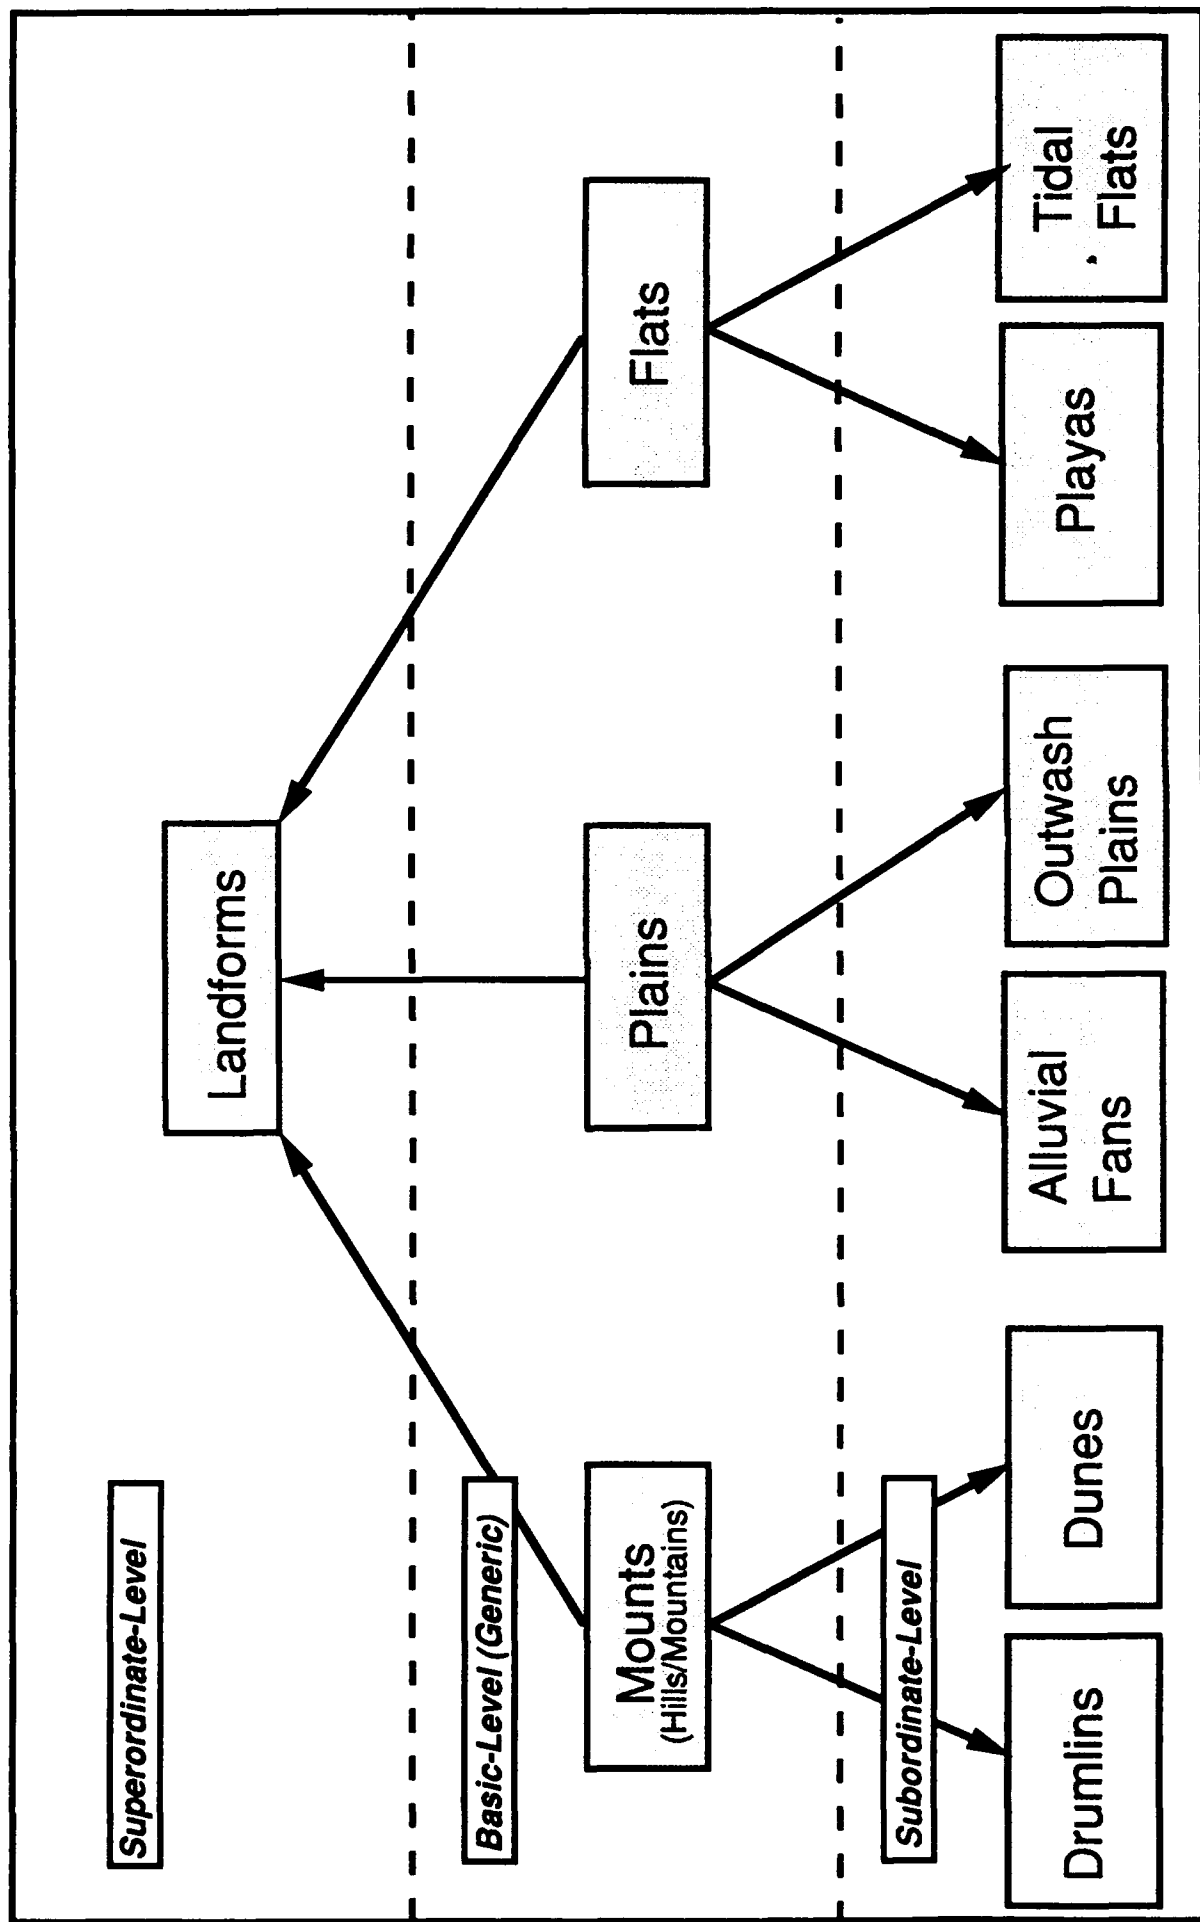 Superordinate-Level
Landforms
Basic-Level (Generic)
Mounts
(Hills/Mountains)
Plains
Flats
Subordinate-Level
Drumlins
Dunes
Alluvial
Fans
Outwash
Plains
Playas
Tidal
Flats